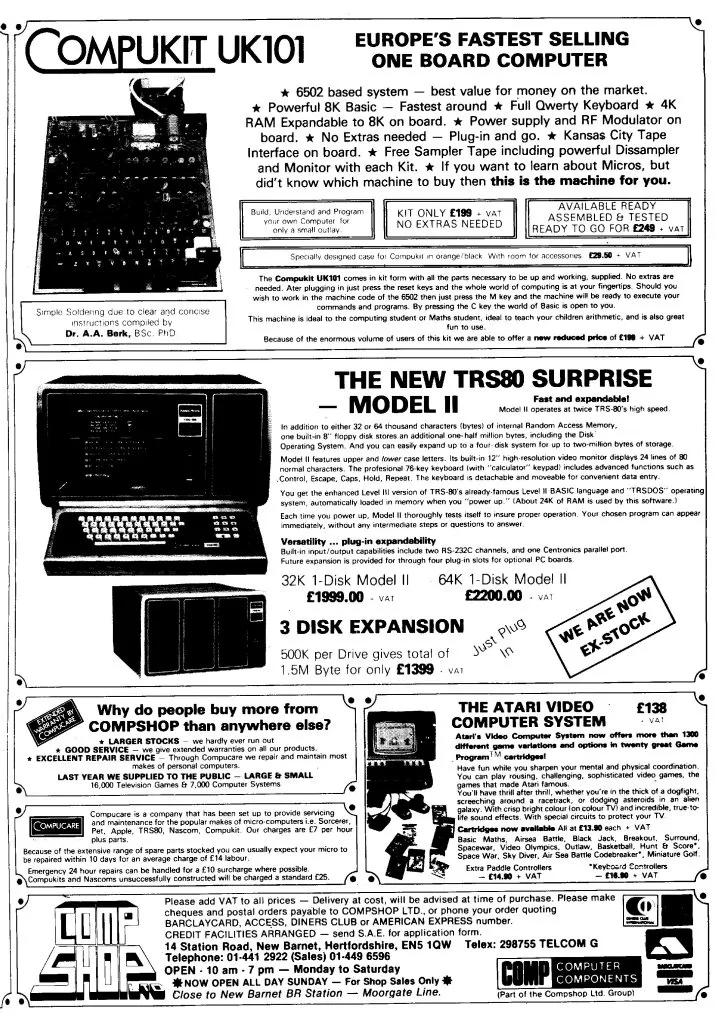 COMPUKIT UK101
EUROPE'S FASTEST SELLING
ONE BOARD COMPUTER
★ 6502 based system — best value for money on the market.
★ Powerful 8K Basic — Fastest around ★ Full Qwerty Keyboard ★ 4K
RAM Expandable to 8K on board. ★ Power supply and RF Modulator on
board. ★ No Extras needed — Plug-in and go. ★ Kansas City Tape
Interface on board. ★ Free Sampler Tape including powerful Dissampler
and Monitor with each Kit. ★ If you want to learn about Micros, but
didn't know which machine to buy then this is the machine for you.
Build, Understand and Program
your own Computer for
only a small outlay.
KIT ONLY £199 + VAT
NO EXTRAS NEEDED
AVAILABLE READY
ASSEMBLED & TESTED
READY TO GO FOR £249 + VAT
Specially designed case for Compukit in orange/black. With room for accessories. £29.50 + VAT
Simple Soldering due to clear and concise
instructions compiled by
Dr. A.A. Berk, BSc. PhD
The Compukit UK101 comes in kit form with all the parts necessary to be up and working, supplied. No extras are
needed. Ater plugging in just press the reset keys and the whole world of computing is at your fingertips. Should you
wish to work in the machine code of the 6502 then just press the M key and the machine will be ready to execute your
commands and programs. By pressing the C key the world of Basic is open to you.
This machine is ideal to the computing student or Maths student, ideal to teach your children arithmetic, and is also great
fun to use.
Because of the enormous volume of users of this kit we are able to offer a new reduced price of £199 + VAT
THE NEW TRS80 SURPRISE
— MODEL II
Fast and expandable!
Model II operates at twice TRS-80's high speed.
In addition to either 32 or 64 thousand characters (bytes) of internal Random Access Memory,
one built-in 8" floppy disk stores an additional one-half million bytes, including the Disk
Operating System. And you can easily expand up to a four-disk system for up to two-million bytes of storage.
Model II features upper and lower case letters. Its built-in 12" high-resolution video monitor displays 24 lines of 80
normal characters. The profesional 76-key keyboard (with "calculator" keypad) includes advanced functions such as
Control, Escape, Caps, Hold, Repeat. The keyboard is detachable and moveable for convenient data entry.
You get the enhanced Level III version of TRS-80's already-famous Level II BASIC language and "TRSDOS" operating
system, automatically loaded in memory when you "power up." (About 24K of RAM is used by this software.)
Each time you power up, Model II thoroughly tests itself to insure proper operation. Your chosen program can appear
immediately, without any intermediate steps or questions to answer.
Versatility ... plug-in expandability
Built-in input/output capabilities include two RS-232C channels, and one Centronics parallel port.
Future expansion is provided for through four plug-in slots for optional PC boards.
32K 1-Disk Model II
£1999.00 + VAT
64K 1-Disk Model II
£2200.00 + VAT
3 DISK EXPANSION
500K per Drive gives total of
1.5M Byte for only £1399 + VAT
Just Plug
In
WE ARE NOW
EX-STOCK
EXTENDED
WARRANTY BY
COMPUCARE
Why do people buy more from
COMPSHOP than anywhere else?
★ LARGER STOCKS — we hardly ever run out
★ GOOD SERVICE — we give extended warranties on all our products.
★ EXCELLENT REPAIR SERVICE — Through Compucare we repair and maintain most
makes of personal computers.
LAST YEAR WE SUPPLIED TO THE PUBLIC — LARGE & SMALL
16,000 Television Games & 7,000 Computer Systems
COMPUCARE
Compucare is a company that has been set up to provide servicing
and maintenance for the popular makes of micro-computers i.e. Sorcerer,
Pet, Apple, TRS80, Nascom, Compukit. Our charges are £7 per hour
plus parts.
Because of the extensive range of spare parts stocked you can usually expect your micro to
be repaired within 10 days for an average charge of £14 labour.
Emergency 24 hour repairs can be handled for a £10 surcharge where possible.
Compukits and Nascoms unsuccessfully constructed will be charged a standard £25.
THE ATARI VIDEO
COMPUTER SYSTEM
£138
+ VAT
Atari's Video Computer System now offers more than 1300
different game variations and options in twenty great Game
Program™ cartridges!
Have fun while you sharpen your mental and physical coordination.
You can play rousing, challenging, sophisticated video games, the
games that made Atari famous.
You'll have thrill after thrill, whether you're in the thick of a dogfight,
screeching around a racetrack, or dodging asteroids in an alien
galaxy. With crisp bright colour (on colour TV) and incredible, true-to-
life sound effects. With special circuits to protect your TV.
Cartridges now available All at £13.90 each + VAT
Basic Maths, Airsea Battle, Black Jack, Breakout, Surround,
Spacewar, Video Olympics, Outlaw, Basketball, Hunt & Score*,
Space War, Sky Diver, Air Sea Battle Codebreaker*, Miniature Golf.
Extra Paddle Controllers
— £14.90 + VAT
*Keyboard Controllers
— £16.90 + VAT
COMP
SHOP LTD
Please add VAT to all prices — Delivery at cost, will be advised at time of purchase. Please make
cheques and postal orders payable to COMPSHOP LTD., or phone your order quoting
BARCLAYCARD, ACCESS, DINERS CLUB or AMERICAN EXPRESS number.
CREDIT FACILITIES ARRANGED — send S.A.E. for application form.
14 Station Road, New Barnet, Hertfordshire, EN5 1QW Telex: 298755 TELCOM G
Telephone: 01-441 2922 (Sales) 01-449 6596
OPEN - 10 am - 7 pm — Monday to Saturday
✱NOW OPEN ALL DAY SUNDAY — For Shop Sales Only ✱
Close to New Barnet BR Station — Moorgate Line.
COMP COMPUTER
COMPONENTS
(Part of the Compshop Ltd. Group)
DINERS CLUB
INTERNATIONAL
BARCLAYCARD
VISA